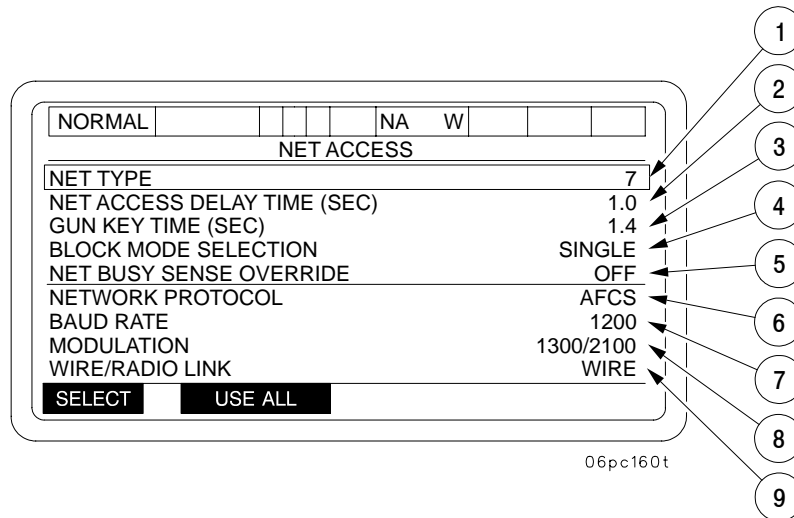 NORMAL NA W
NET ACCESS
NET TYPE 7
NET ACCESS DELAY TIME (SEC) 1.0
GUN KEY TIME (SEC) 1.4
BLOCK MODE SELECTION SINGLE
NET BUSY SENSE OVERRIDE OFF
NETWORK PROTOCOL AFCS
BAUD RATE 1200
MODULATION 1300/2100
WIRE/RADIO LINK WIRE
SELECT USE ALL
1
2
3
4
5
6
7
8
9
06pc160t